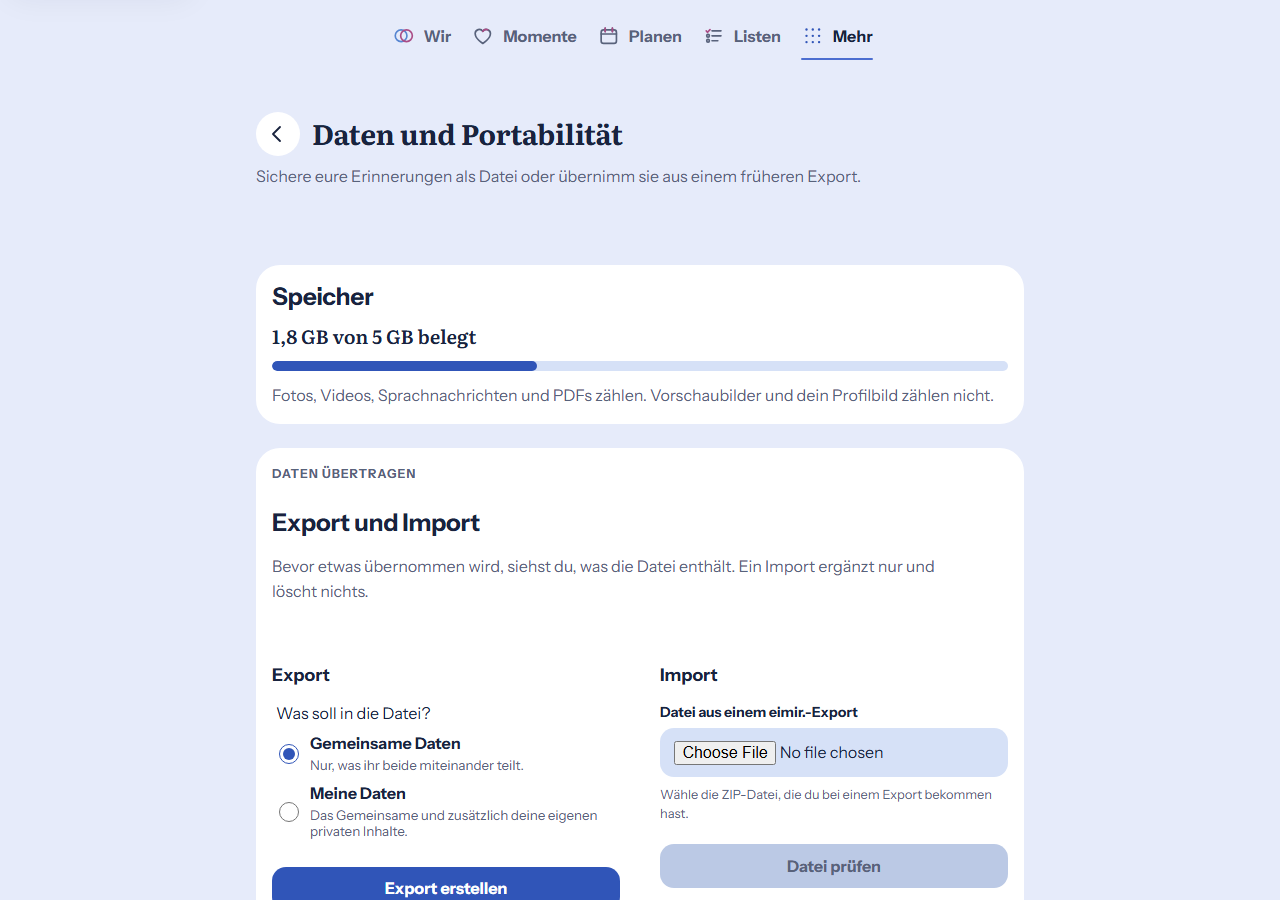 Wir
Momente
Planen
Listen
Mehr
Daten und Portabilität
Sichere eure Erinnerungen als Datei oder übernimm sie aus einem früheren Export.
Speicher
1,8 GB von 5 GB belegt
Fotos, Videos, Sprachnachrichten und PDFs zählen. Vorschaubilder und dein Profilbild zählen nicht.
DATEN ÜBERTRAGEN
Export und Import
Bevor etwas übernommen wird, siehst du, was die Datei enthält. Ein Import ergänzt nur und
löscht nichts.
Export
Was soll in die Datei?
Gemeinsame Daten
Nur, was ihr beide miteinander teilt.
Meine Daten
Das Gemeinsame und zusätzlich deine eigenen
privaten Inhalte.
Export erstellen
Import
Datei aus einem eimir.-Export
Choose File No file chosen
Wähle die ZIP-Datei, die du bei einem Export bekommen
hast.
Datei prüfen